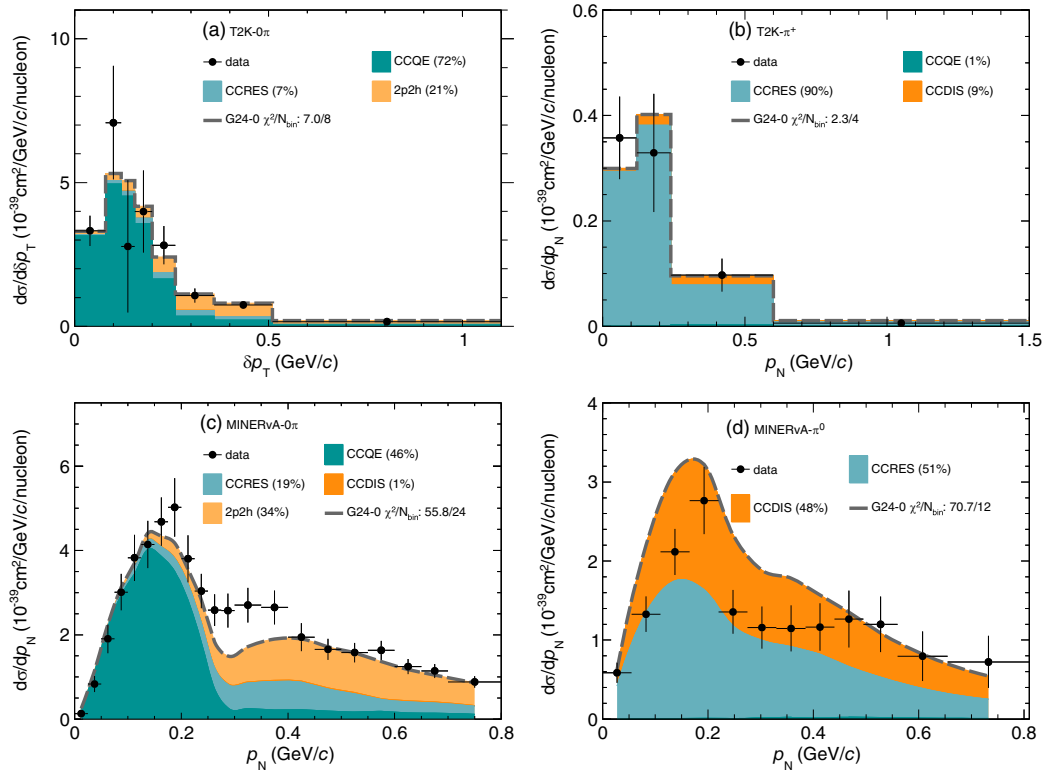 (a) T2K-0π
data
CCQE (72%)
CCRES (7%)
2p2h (21%)
G24-0 χ²/N_bin: 7.0/8
10
5
0
0 0.5 1
dσ/dδp_T (10⁻³⁹cm²/GeV/c/nucleon)
δp_T (GeV/c)
(b) T2K-π⁺
data
CCQE (1%)
CCRES (90%)
CCDIS (9%)
G24-0 χ²/N_bin: 2.3/4
0.6
0.4
0.2
0
0 0.5 1.0 1.5
dσ/dp_N (10⁻³⁹cm²/GeV/c/nucleon)
p_N (GeV/c)
(c) MINERvA-0π
data
CCQE (46%)
CCRES (19%)
CCDIS (1%)
2p2h (34%)
G24-0 χ²/N_bin: 55.8/24
6
4
2
0
0 0.2 0.4 0.6 0.8
dσ/dp_N (10⁻³⁹cm²/GeV/c/nucleon)
p_N (GeV/c)
(d) MINERvA-π⁰
data
CCRES (51%)
CCDIS (48%)
G24-0 χ²/N_bin: 70.7/12
4
3
2
1
0
0 0.2 0.4 0.6 0.8
dσ/dp_N (10⁻³⁹cm²/GeV/c/nucleon)
p_N (GeV/c)